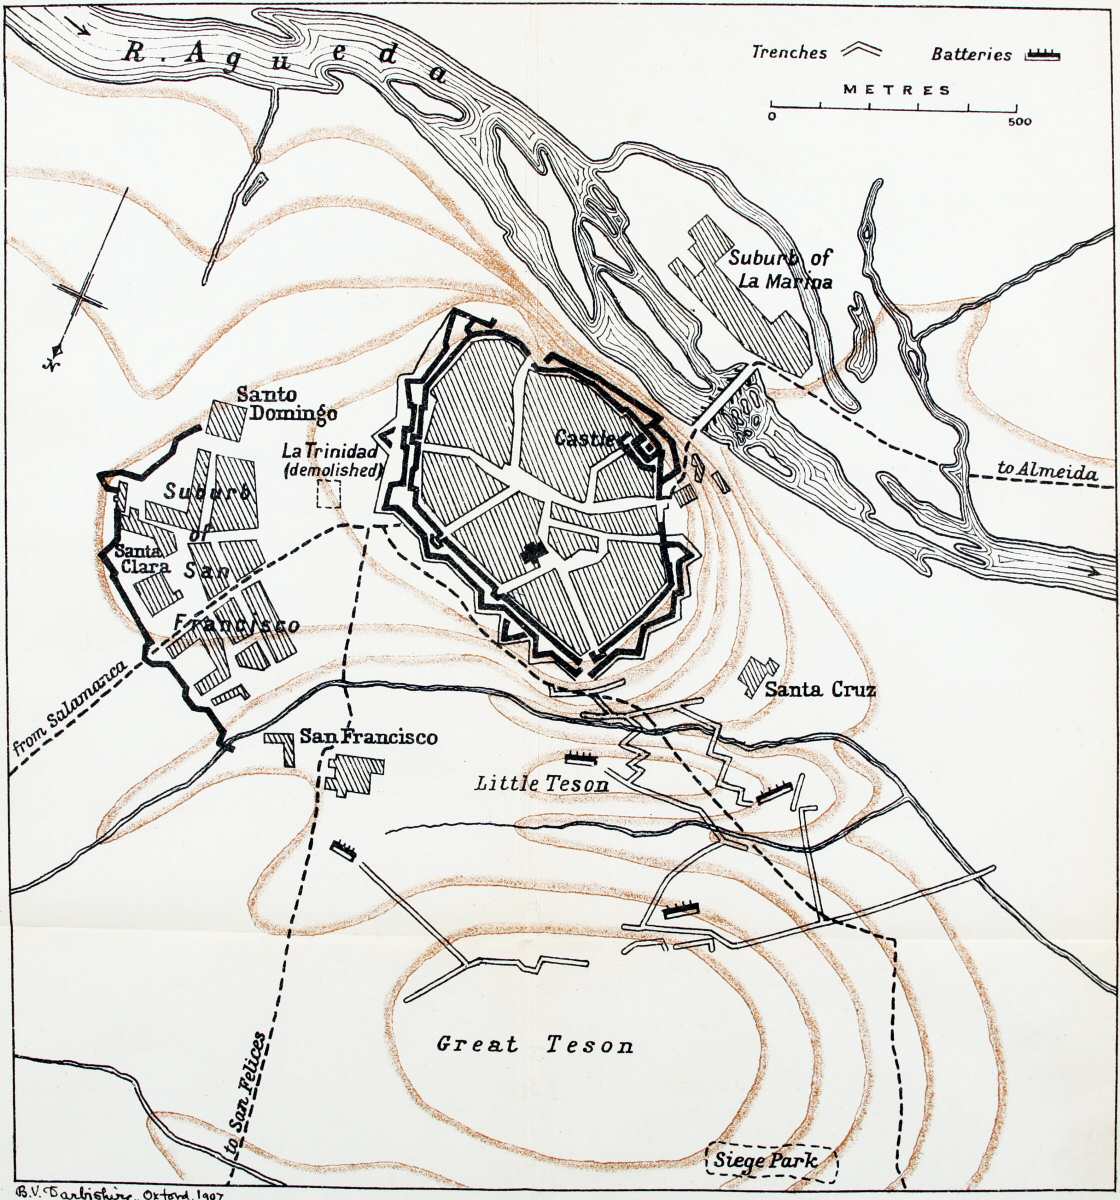 R. Agueda
Trenches
Batteries
METRES
0
500
Suburb of
La Marina
N
Santo
Domingo
La Trinidad
(demolished)
Castle
to Almeida
Suburb
of
San
Francisco
Santa
Clara
from Salamarca
Santa Cruz
San Francisco
Little Teson
Great Teson
to San Felices
Siege Park
B.V. Darbishire, Oxford, 1907